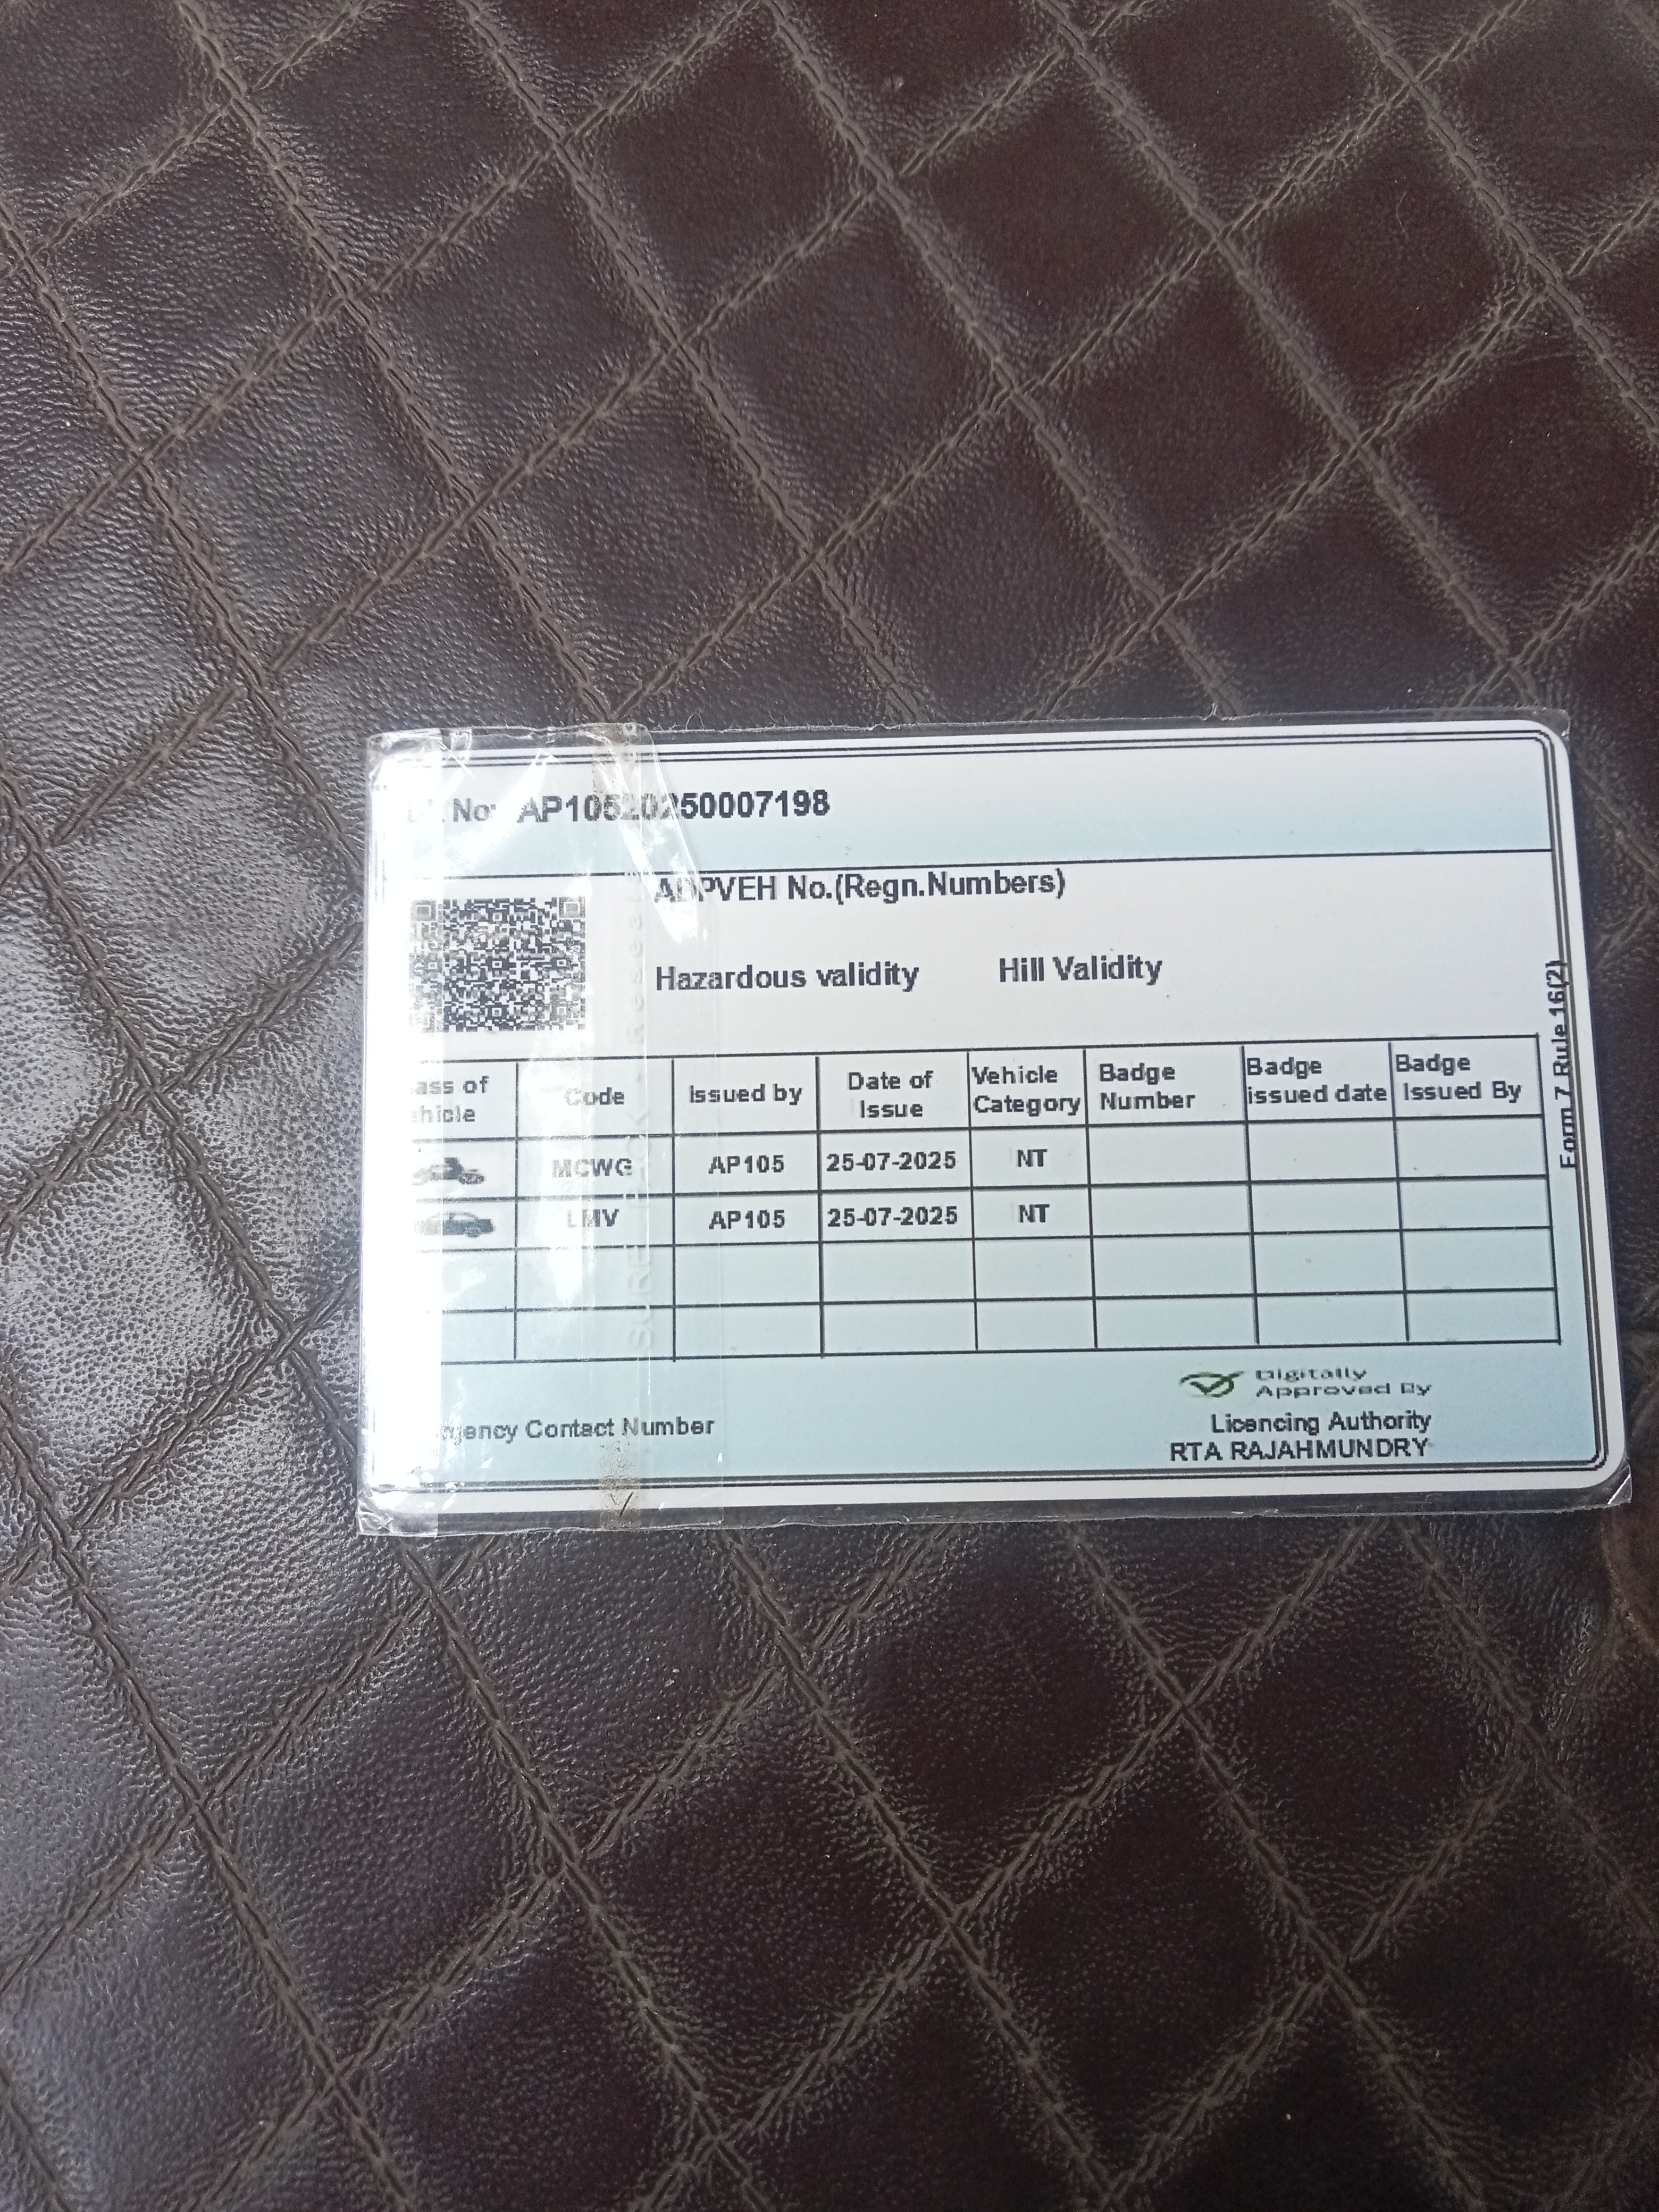 DL No: AP10520250007198
ADPVEH No.(Regn.Numbers)
Hazardous validity Hill Validity
Form 7 Rule 16(2)
Code Issued by Date of Issue Vehicle Category Badge Number Badge issued date Badge Issued By
MCWG AP105 25-07-2025 NT
LMV AP105 25-07-2025 NT
Digitally
Approved By
Contact Number
Licencing Authority
RTA RAJAHMUNDRY